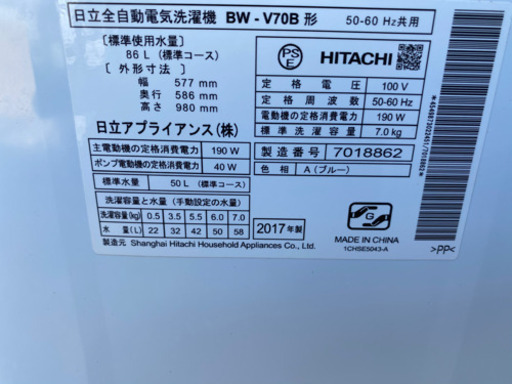 日立全自動電気洗濯機 BW-V70B 形 50-60 Hz共用
[標準使用水量]
86 L (標準コース)
[外形寸法]
幅 577 mm
奥行 586 mm
高さ 980 mm
日立アプライアンス(株)
主電動機の定格消費電力 190 W
ポンプ電動機の定格消費電力 40 W
標準水量 50 L (標準コース)
洗濯容量と水量 (手動設定の水量)
洗濯容量(kg) 0.5 3.5 5.5 6.0 7.0
水量(L) 22 32 42 50 58
製造元 Shanghai Hitachi Household Appliances Co., Ltd.
PS
E
HITACHI
定格電圧 100 V
定格周波数 50-60 Hz
電動機の定格消費電力 190 W
標準洗濯容量 7.0 kg
製造番号 7018862
色相 A (ブルー)
2017年製
G
MADE IN CHINA
1CHSE5043-A
>PP<